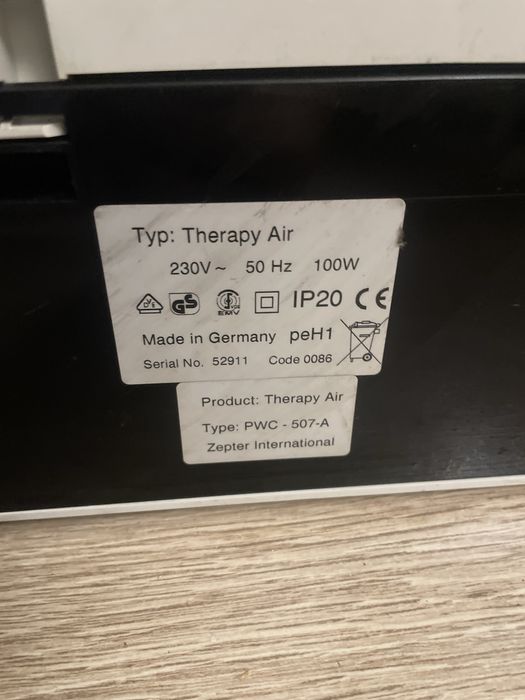 Typ: Therapy Air
230V ~ 50 Hz 100W
DVE GS EMV IP20 CE
Made in Germany peH1
Serial No. 52911 Code 0086
Product: Therapy Air
Type: PWC - 507-A
Zepter International